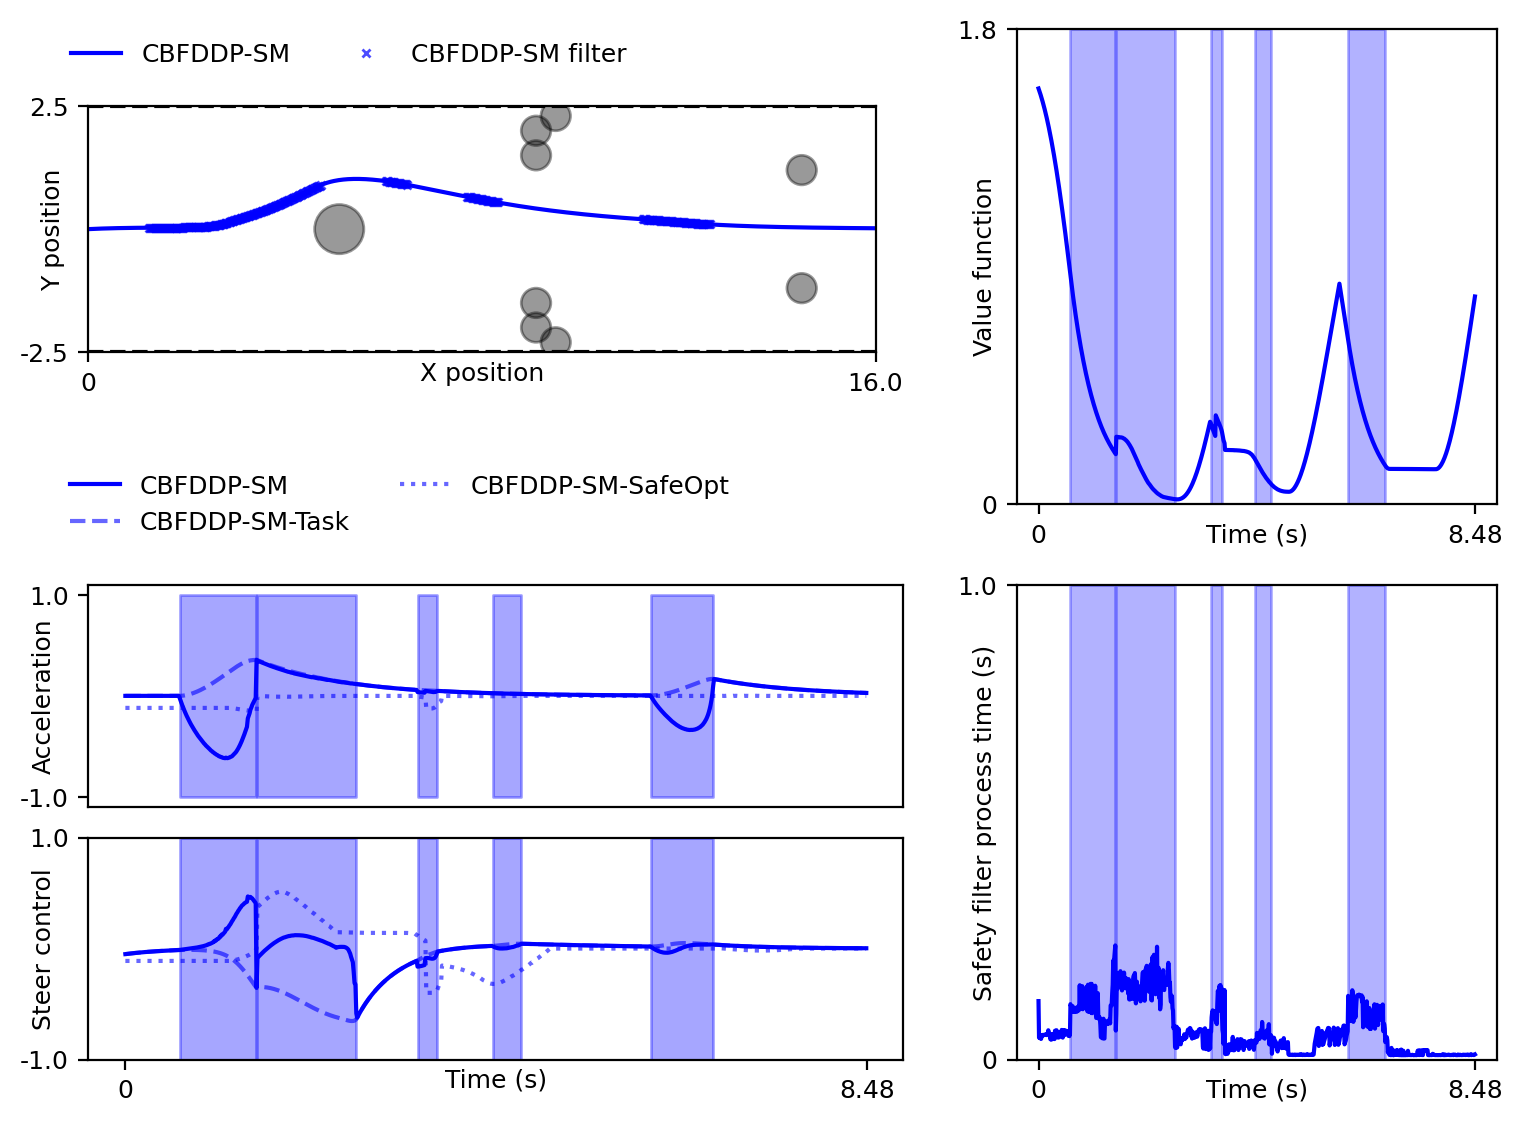 CBFDDP-SM
CBFDDP-SM filter
2.5
Y position
-2.5
0
X position
16.0
1.8
Value function
0
0
Time (s)
8.48
CBFDDP-SM
CBFDDP-SM-SafeOpt
CBFDDP-SM-Task
1.0
Acceleration
-1.0
1.0
Steer control
-1.0
0
Time (s)
8.48
1.0
Safety filter process time (s)
0
0
Time (s)
8.48